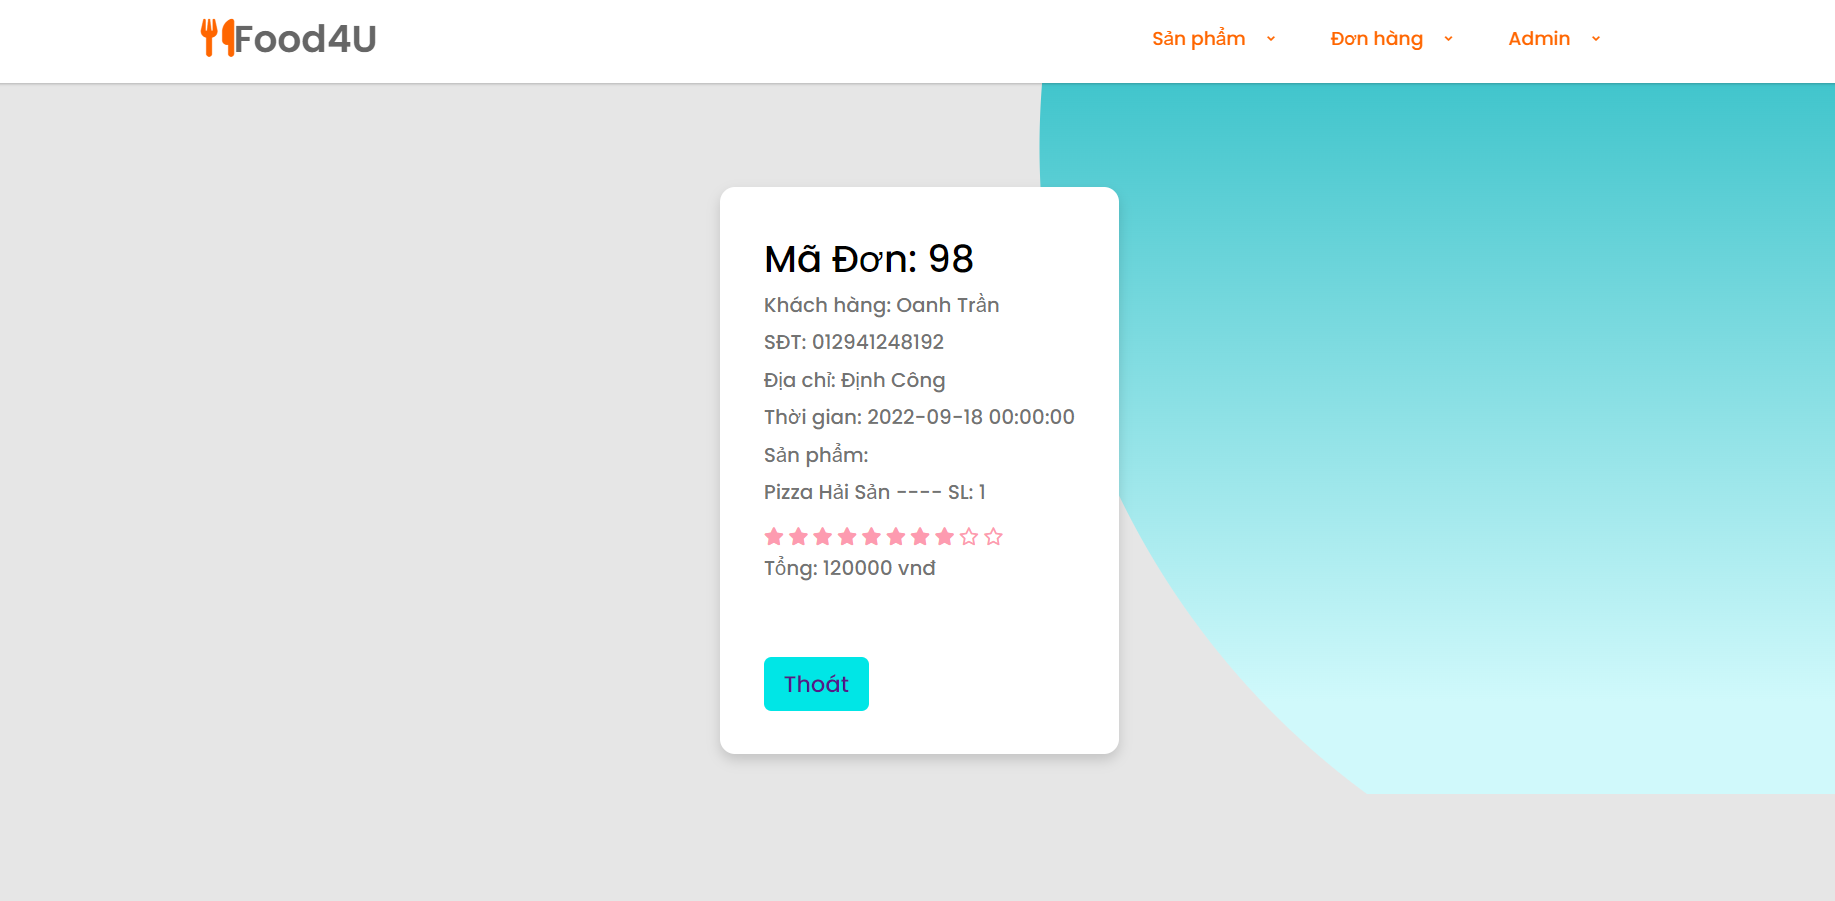 Food4U
Sản phẩm
Đơn hàng
Admin
Mã Đơn: 98
Khách hàng: Oanh Trần
SĐT: 012941248192
Địa chỉ: Định Công
Thời gian: 2022-09-18 00:00:00
Sản phẩm:
Pizza Hải Sản ---- SL: 1
Tổng: 120000 vnđ
Thoát